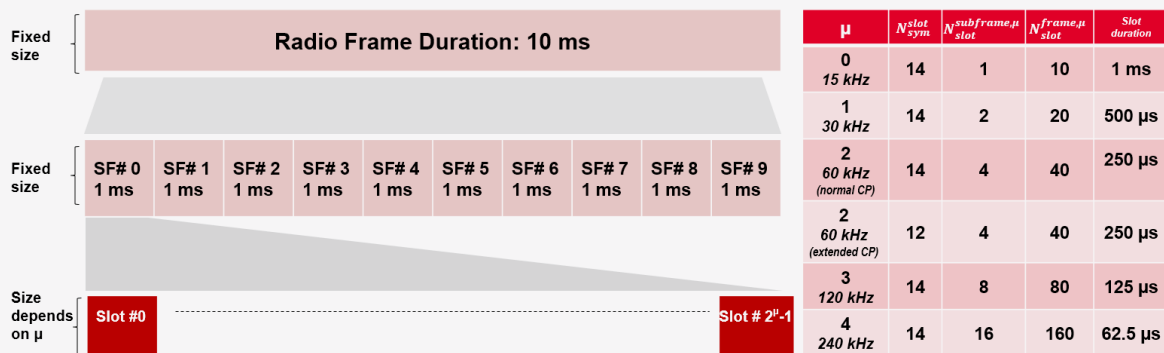 Fixed
size
Radio Frame Duration: 10 ms
Fixed
size
SF# 0 SF# 1 SF# 2 SF# 3 SF# 4 SF# 5 SF# 6 SF# 7 SF# 8 SF# 9
1 ms 1 ms 1 ms 1 ms 1 ms 1 ms 1 ms 1 ms 1 ms 1 ms
Size
depends
on μ
Slot #0
Slot # 2^μ-1
μ N_sym^slot N_slot^subframe,μ N_slot^frame,μ Slot duration
0
15 kHz
14 1 10 1 ms
1
30 kHz
14 2 20 500 μs
2
60 kHz
(normal CP)
14 4 40 250 μs
2
60 kHz
(extended CP)
12 4 40 250 μs
3
120 kHz
14 8 80 125 μs
4
240 kHz
14 16 160 62.5 μs